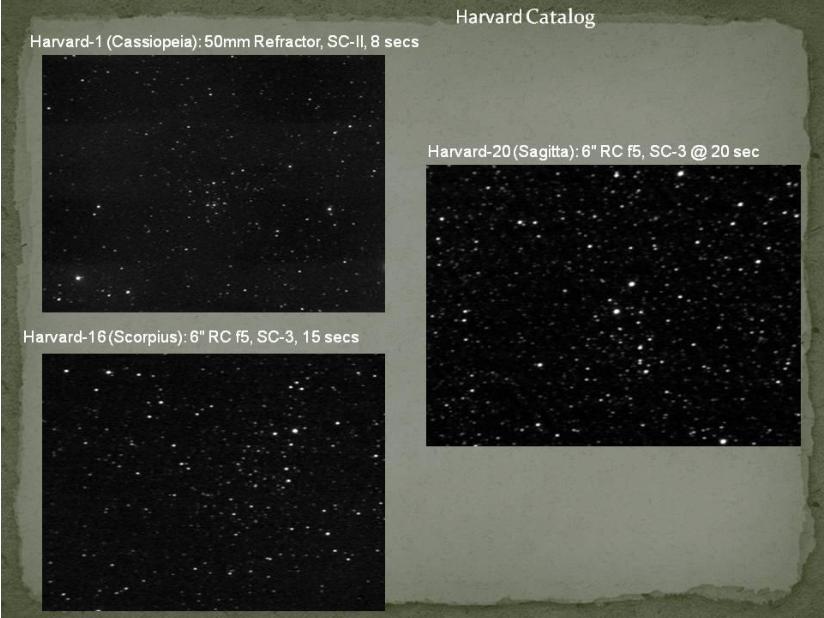 Harvard Catalog
Harvard-1 (Cassiopeia): 50mm Refractor, SC-II, 8 secs
Harvard-20 (Sagitta): 6" RC f5, SC-3 @ 20 sec
Harvard-16 (Scorpius): 6" RC f5, SC-3, 15 secs